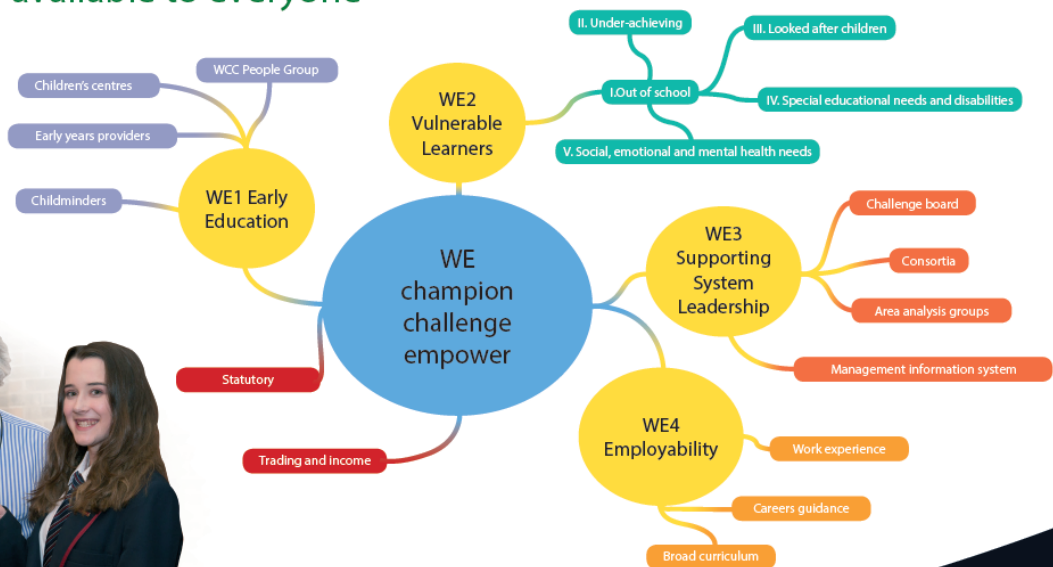 available to everyone
II. Under-achieving
III. Looked after children
WCC People Group
Children's centres
I.Out of school
IV. Special educational needs and disabilities
WE2
Vulnerable
Learners
Early years providers
V. Social, emotional and mental health needs
Childminders
WE1 Early
Education
Challenge board
WE3
Supporting
System
Leadership
Consortia
WE
champion
challenge
empower
Area analysis groups
Management information system
Statutory
WE4
Employability
Work experience
Trading and income
Careers guidance
Broad curriculum